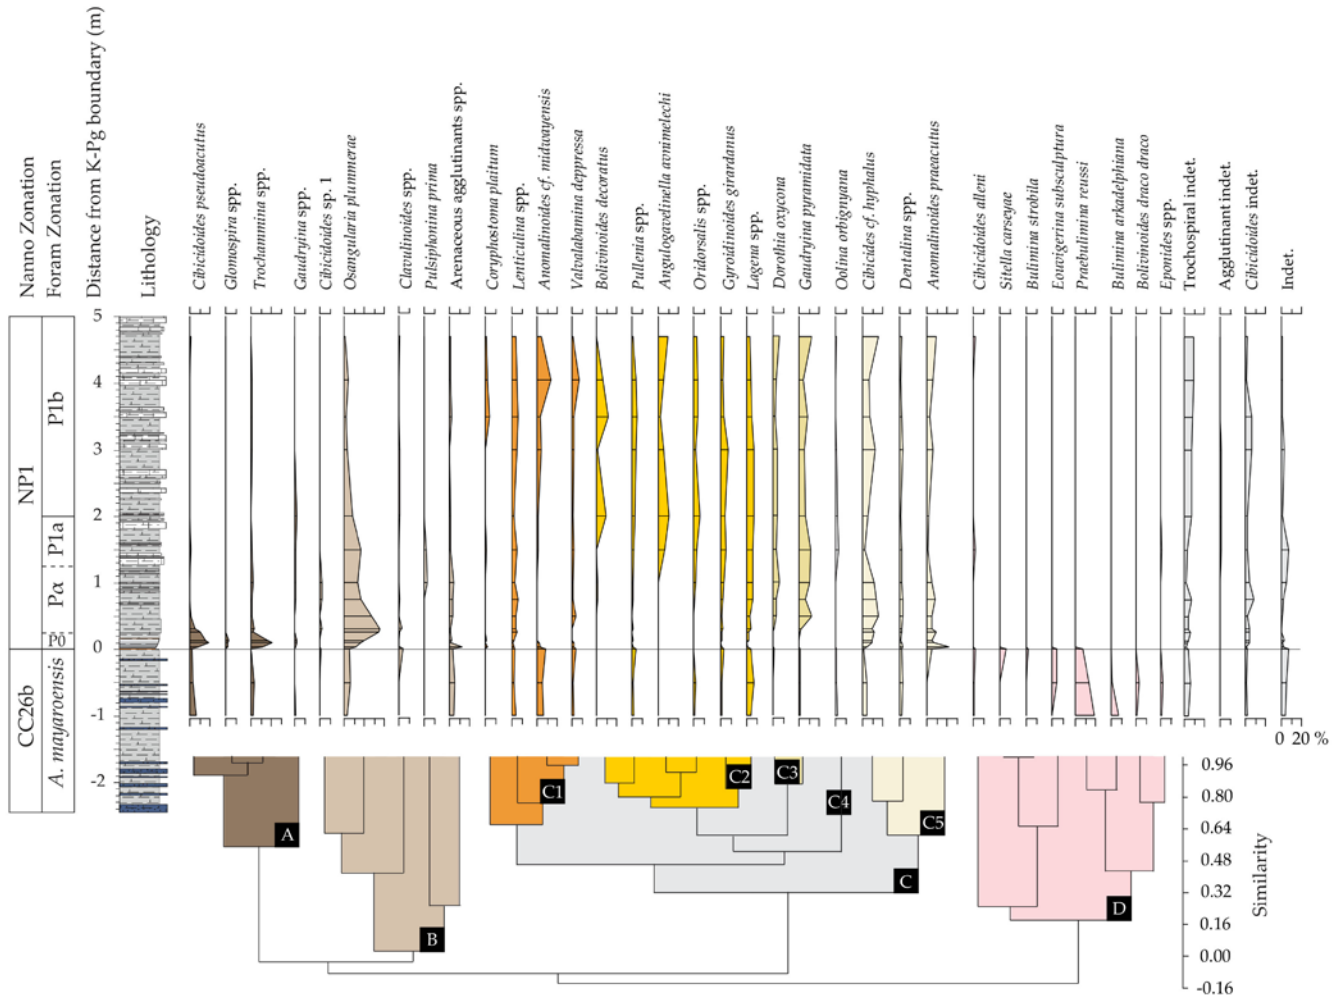 Nanno Zonation
Foram Zonation
Distance from K-Pg boundary (m)
Lithology
Cibicidoides pseudoacutus
Glomospira spp.
Trochammina spp.
Gaudryina spp.
Cibicidoides sp. 1
Osangularia plummerae
Clavulinoides spp.
Pulsiphonina prima
Arenaceous agglutinants spp.
Coryphostoma plaitum
Lenticulina spp.
Anomalinoides cf. midwayensis
Valvalabamina depressa
Bolivinoides decoratus
Pullenia spp.
Angulogavelinella avnimelechi
Oridorsalis spp.
Gyroidinoides girardanus
Lagena spp.
Dorothia oxycona
Gaudryina pyramidata
Oolina orbignyana
Cibicides cf. hyphalus
Dentalina spp.
Anomalinoides praeacutus
Cibicidoides alleni
Sitella carseyae
Bulimina strobila
Eouvigerina subsculptura
Praebulimina reussi
Bulimina arkadelphiana
Bolivinoides draco draco
Eponides spp.
Trochospiral indet.
Agglutinant indet.
Cibicidoides indet.
Indet.
NP1
CC26b
P1b
P1a
Pα
P0
A. mayaroensis
5
4
3
2
1
0
-1
-2
0 20 %
A
B
C1
C2
C3
C4
C5
C
D
0.96
0.80
0.64
0.48
0.32
0.16
0.00
-0.16
Similarity